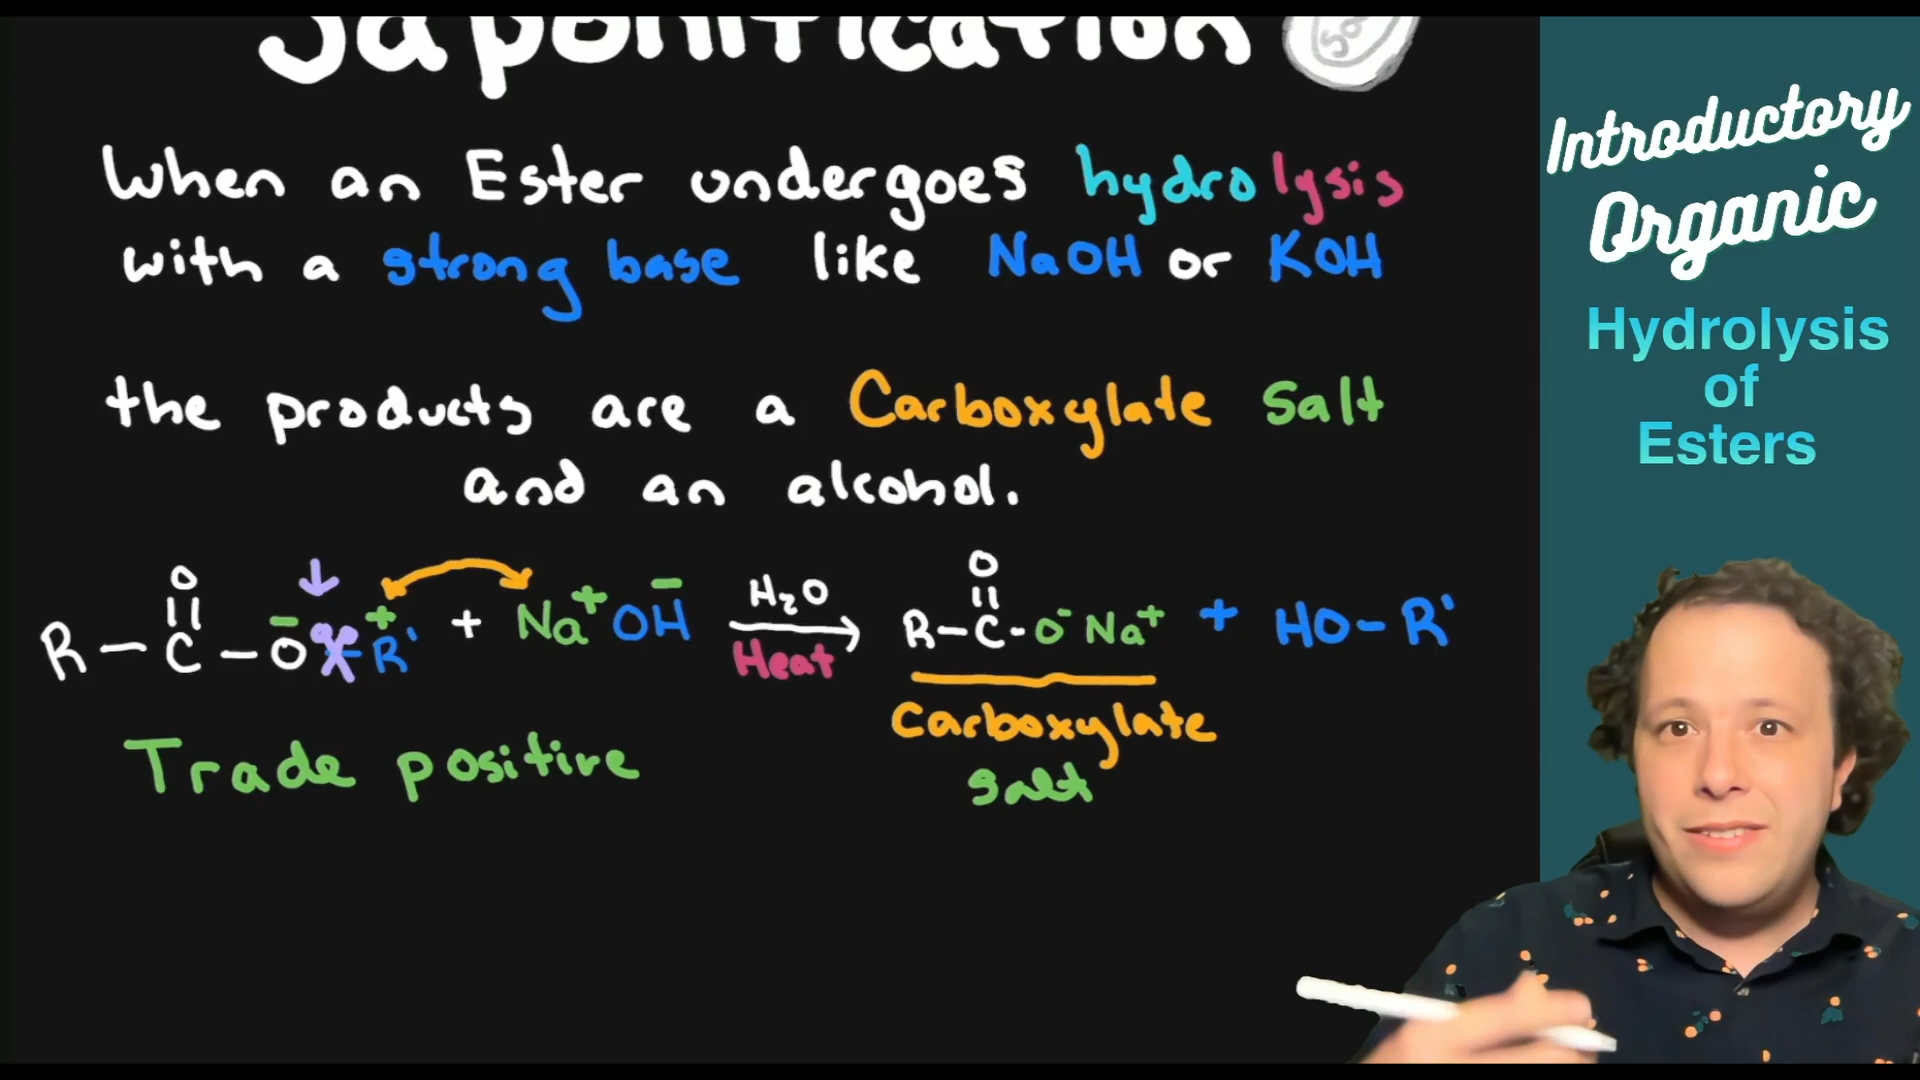 Saponification
When an Ester undergoes hydrolysis
with a strong base like NaOH or KOH
the products are a Carboxylate Salt
and an alcohol.
R-C(=O)-O⁻ -R'⁺ + Na⁺OH⁻ H₂O Heat → R-C(=O)-O⁻Na⁺ + HO-R'
Carboxylate
Salt
Trade positive
Introductory
Organic
Hydrolysis
of
Esters